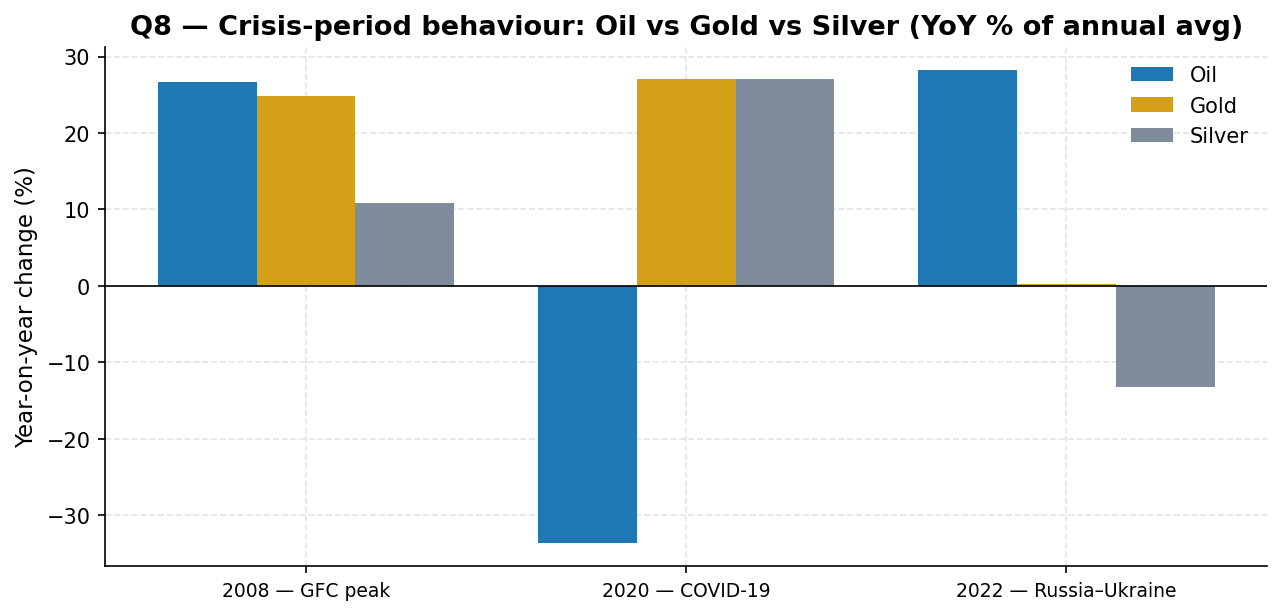 Q8 — Crisis-period behaviour: Oil vs Gold vs Silver (YoY % of annual avg)
Year-on-year change (%)
30
20
10
0
−10
−20
−30
Oil
Gold
Silver
2008 — GFC peak
2020 — COVID-19
2022 — Russia–Ukraine